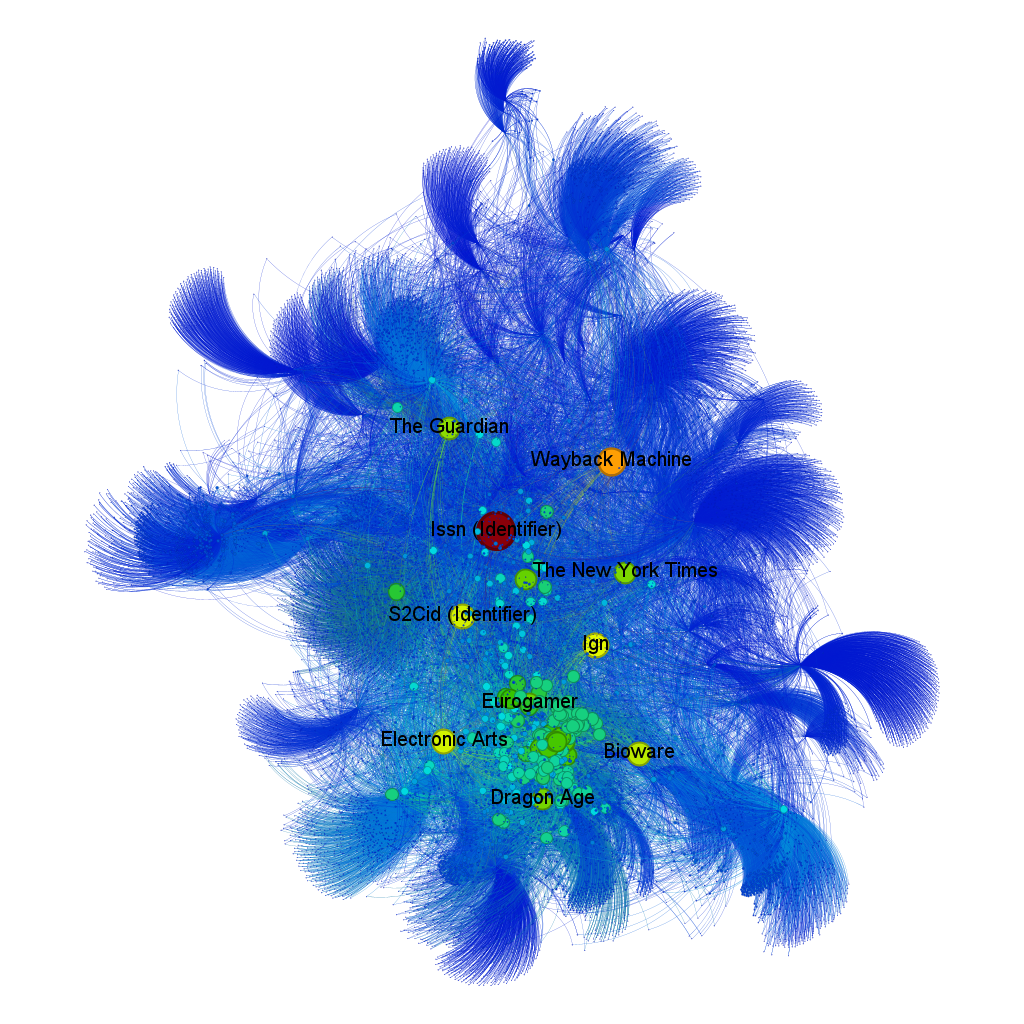 The Guardian
Wayback Machine
Issn (Identifier)
The New York Times
S2Cid (Identifier)
Ign
Eurogamer
Electronic Arts
Bioware
Dragon Age